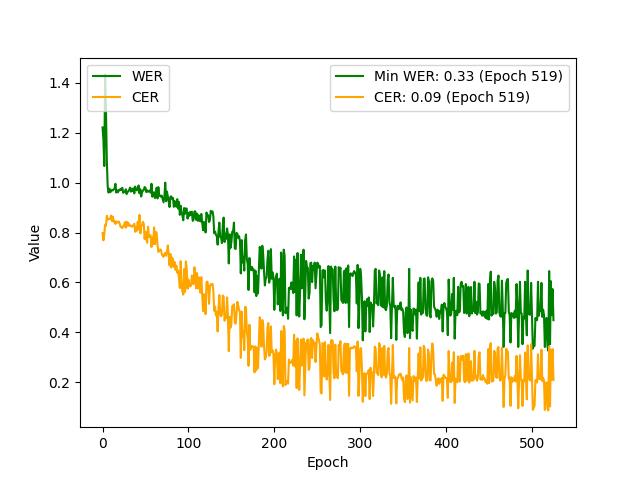 WER
CER
Min WER: 0.33 (Epoch 519)
CER: 0.09 (Epoch 519)
1.4
1.2
1.0
0.8
0.6
0.4
0.2
Value
0 100 200 300 400 500
Epoch